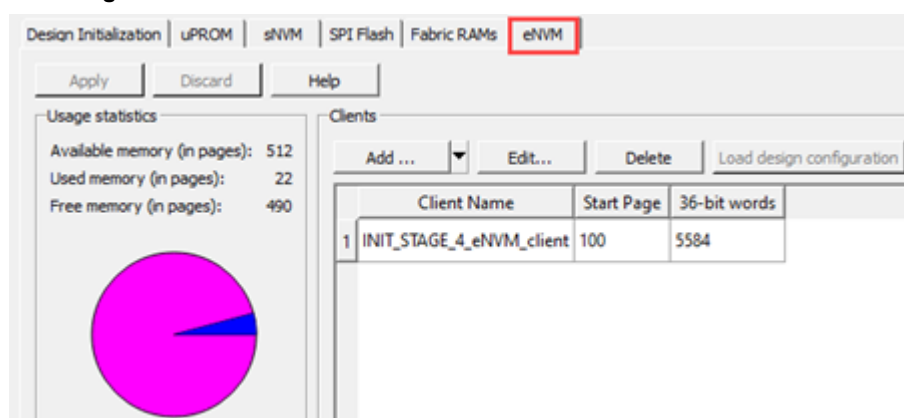 Design Initialization uPROM sNVM SPI Flash Fabric RAMs eNVM
Apply Discard Help
Usage statistics
Available memory (in pages): 512
Used memory (in pages): 22
Free memory (in pages): 490
Clients
Add ... Edit... Delete Load design configuration
Client Name Start Page 36-bit words
1 INIT_STAGE_4_eNVM_client 100 5584